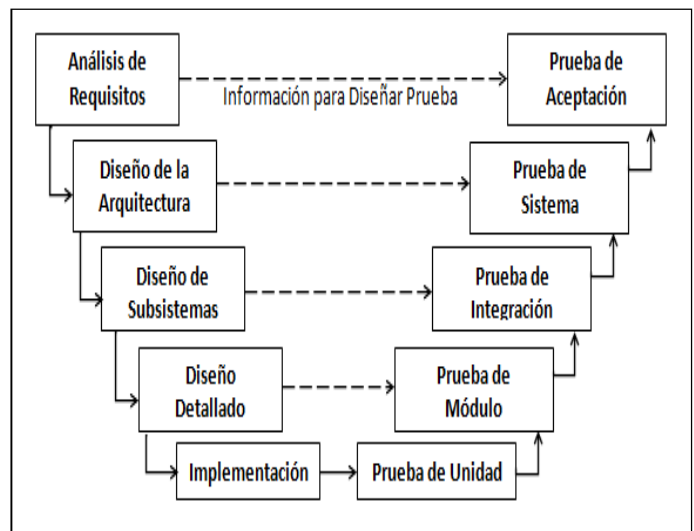 Análisis de
Requisitos
Información para Diseñar Prueba
Prueba de
Aceptación
Diseño de la
Arquitectura
Prueba de
Sistema
Diseño de
Subsistemas
Prueba de
Integración
Diseño
Detallado
Prueba de
Módulo
Implementación
Prueba de Unidad